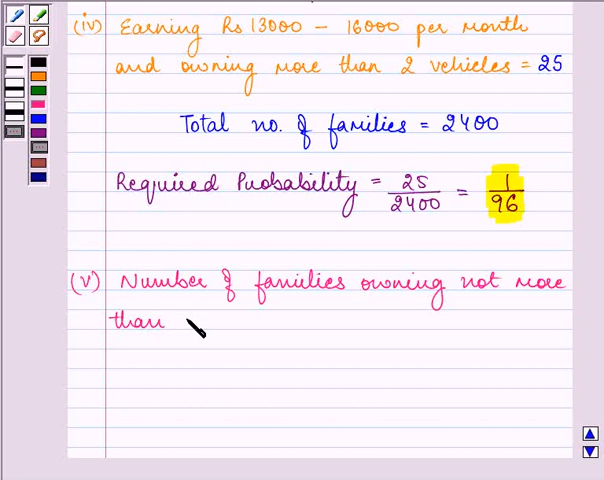 (iv) Earning Rs 13000 - 16000 per month
and owning more than 2 vehicles = 25
Total no. of families = 2400
Required Probability = 25/2400 = 1/96
(v) Number of families owning not more
than